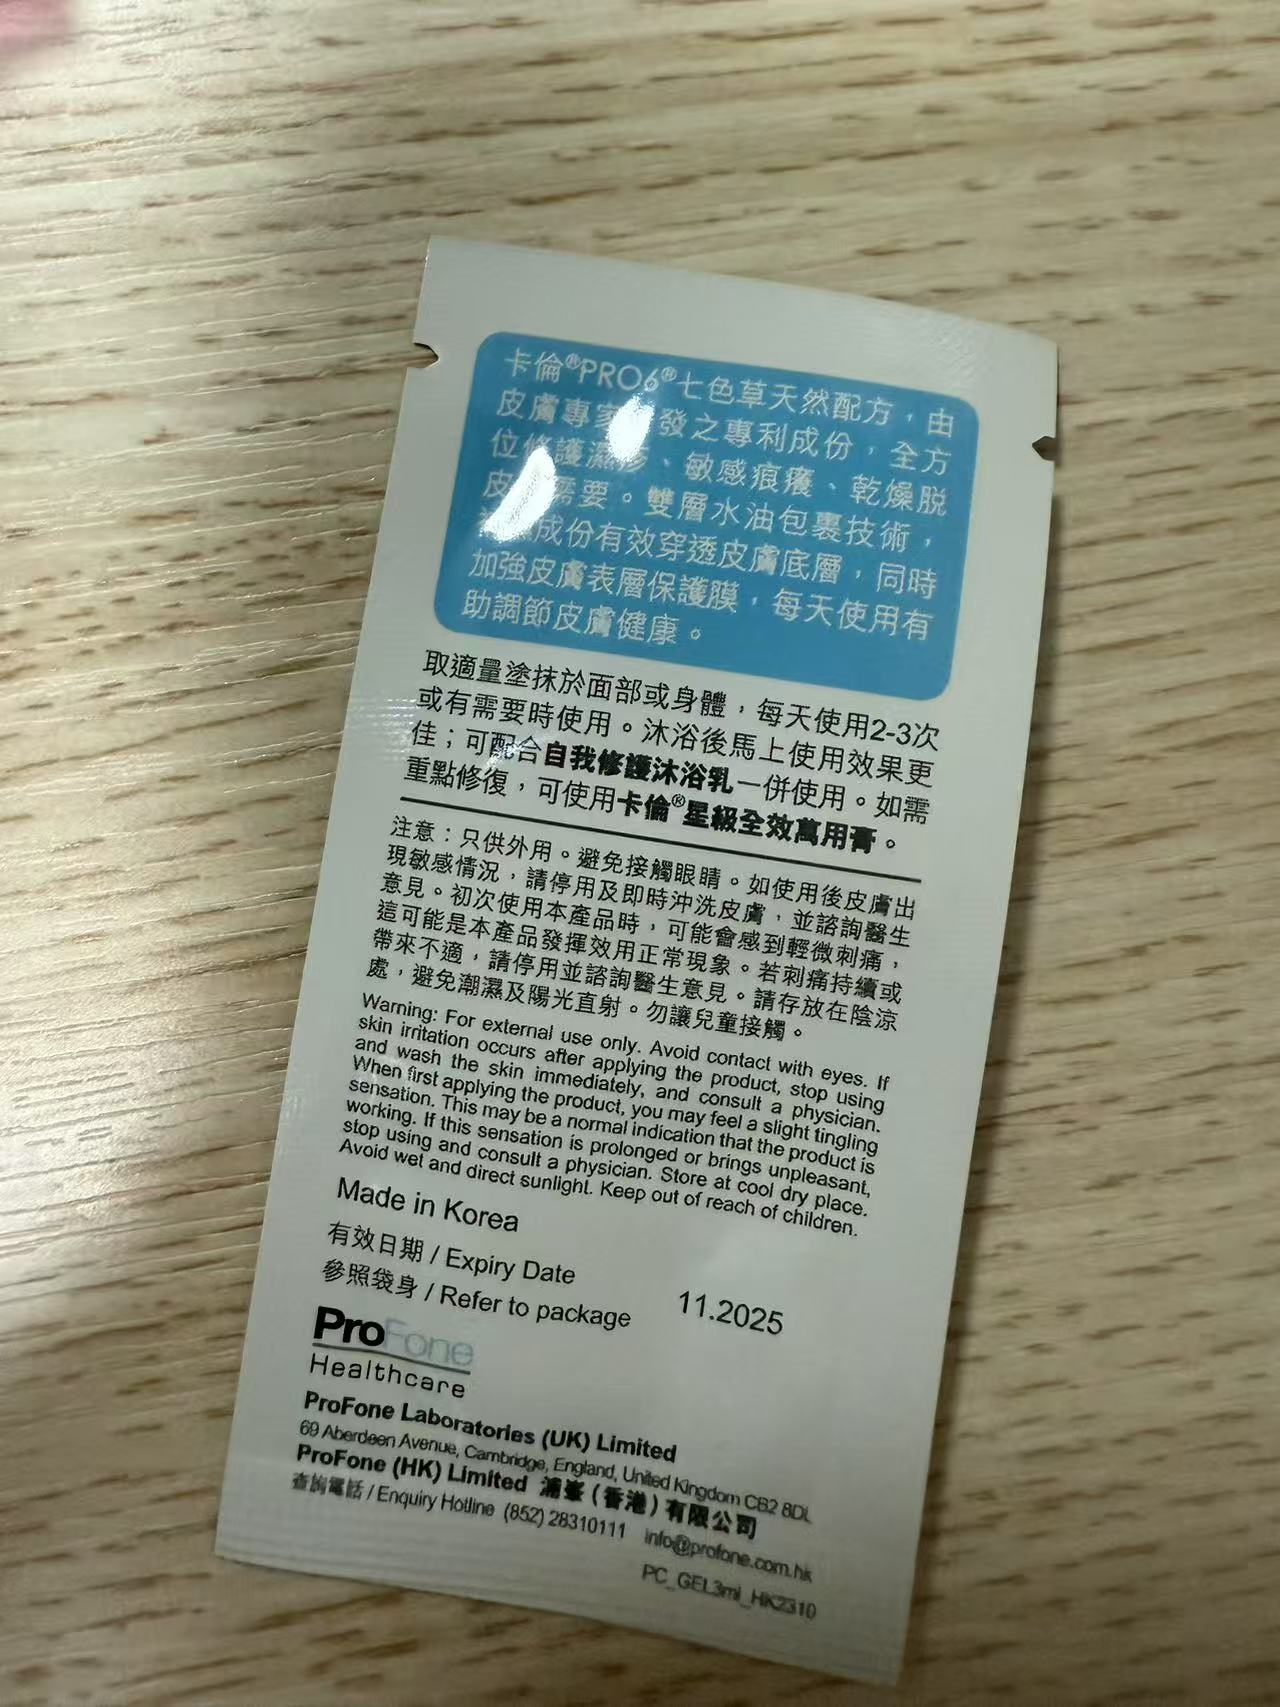 卡倫®PRO6®七色草天然配方，由
皮膚專家 發之專利成份，全方
位修護濕疹、敏感痕癢、乾燥脫
皮 需要。雙層水油包裹技術，
成份有效穿透皮膚底層，同時
加強皮膚表層保護膜，每天使用有
助調節皮膚健康。
取適量塗抹於面部或身體，每天使用2-3次
或有需要時使用。沐浴後馬上使用效果更
佳；可配合自我修護沐浴乳一併使用。如需
重點修復，可使用卡倫®星級全效萬用膏。
注意：只供外用。避免接觸眼睛。如使用後皮膚出
現敏感情況，請停用及即時沖洗皮膚，並諮詢醫生
意見。初次使用本產品時，可能會感到輕微刺痛，
這可能是本產品發揮效用正常現象。若刺痛持續或
帶來不適，請停用並諮詢醫生意見。請存放在陰涼
處，避免潮濕及陽光直射。勿讓兒童接觸。
Warning: For external use only. Avoid contact with eyes. If
skin irritation occurs after applying the product, stop using
and wash the skin immediately, and consult a physician.
When first applying the product, you may feel a slight tingling
sensation. This may be a normal indication that the product is
working. If this sensation is prolonged or brings unpleasant,
stop using and consult a physician. Store at cool dry place.
Avoid wet and direct sunlight. Keep out of reach of children.
Made in Korea
有效日期 / Expiry Date
參照袋身 / Refer to package 11.2025
ProFone
Healthcare
ProFone Laboratories (UK) Limited
69 Aberdeen Avenue, Cambridge, England, United Kingdom CB2 8DL
ProFone (HK) Limited 溥峯（香港）有限公司
查詢電話 / Enquiry Hotline (852) 28310111 info@profone.com.hk
PC_GEL3ml_HK2310